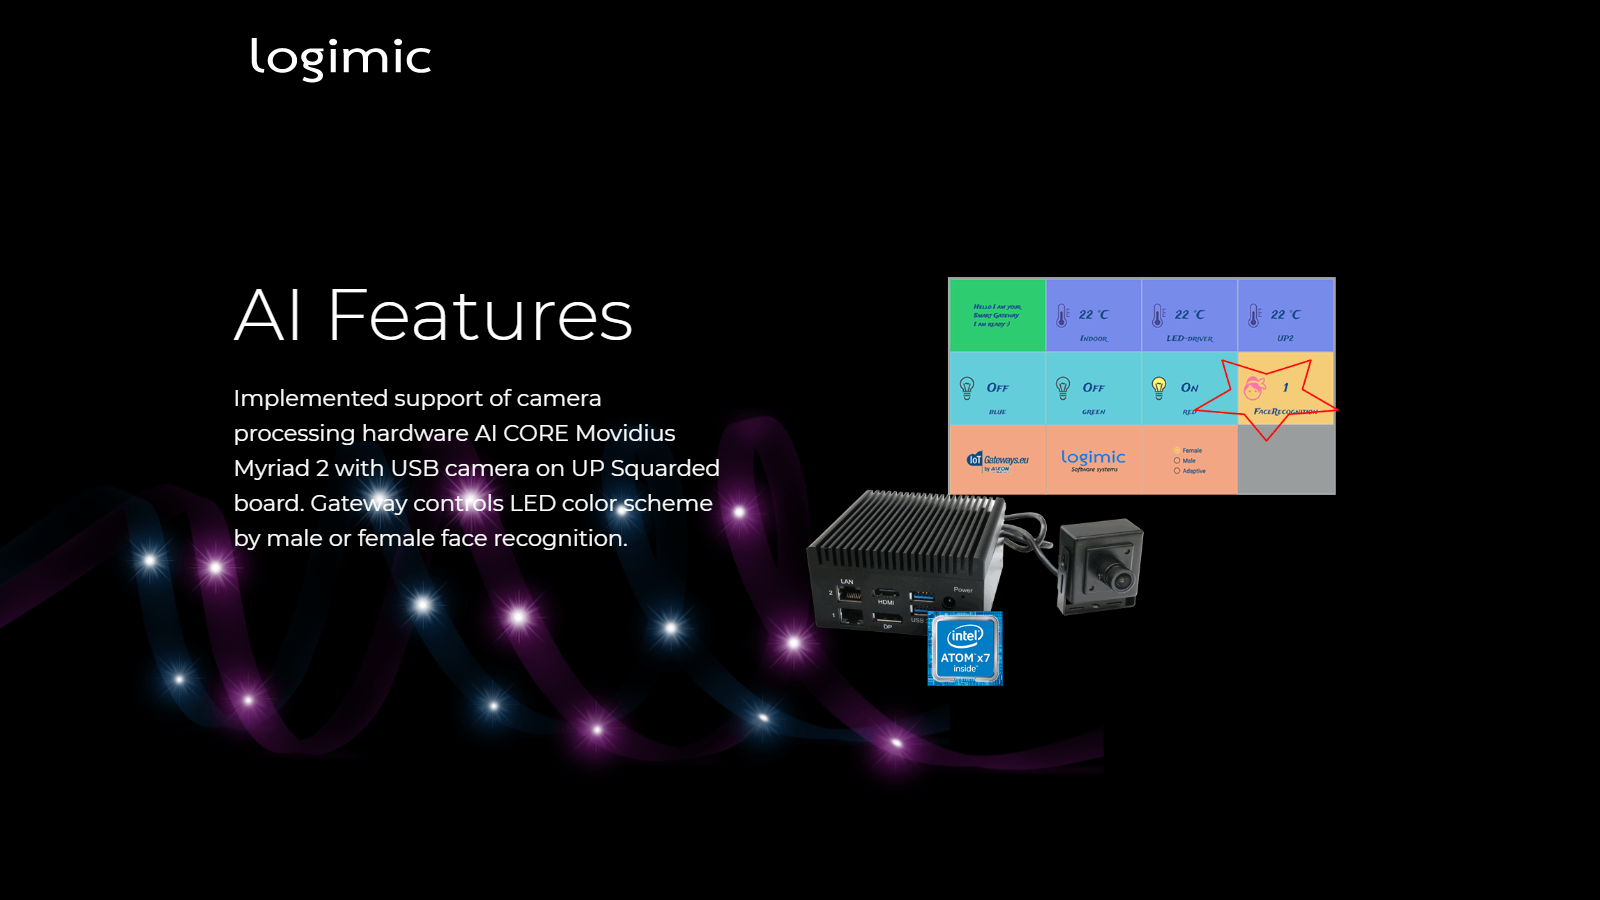 logimic
AI Features
Implemented support of camera
processing hardware AI CORE Movidius
Myriad 2 with USB camera on UP Squarded
board. Gateway controls LED color scheme
by male or female face recognition.
Hello I am your
Smart Gateway
I am ready :)
22 °C
Indoor
22 °C
LED-driver
22 °C
UP2
Off
blue
Off
green
On
red
1
FaceRecognition
IoT Gateways.eu
logimic
Software systems
Female
Male
Adaptive
LAN
2
1
HDMI
DP
USB
Power
intel
ATOM x7
inside